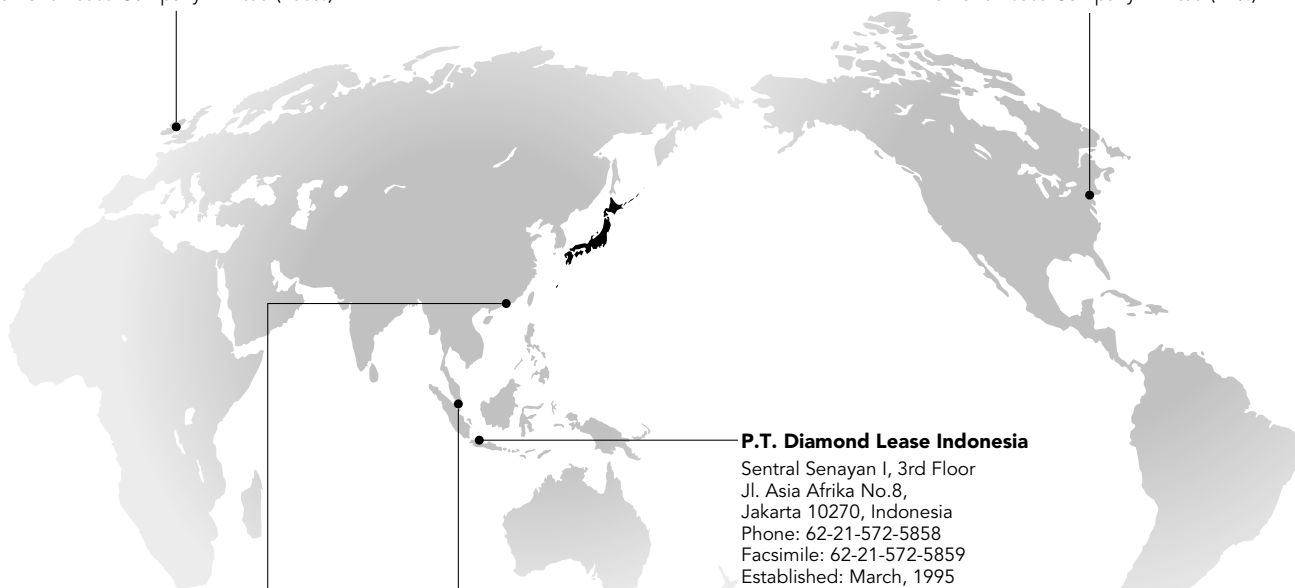 P.T. Diamond Lease Indonesia
Sentral Senayan I, 3rd Floor
Jl. Asia Afrika No.8,
Jakarta 10270, Indonesia
Phone: 62-21-572-5858
Facsimile: 62-21-572-5859
Established: March, 1995